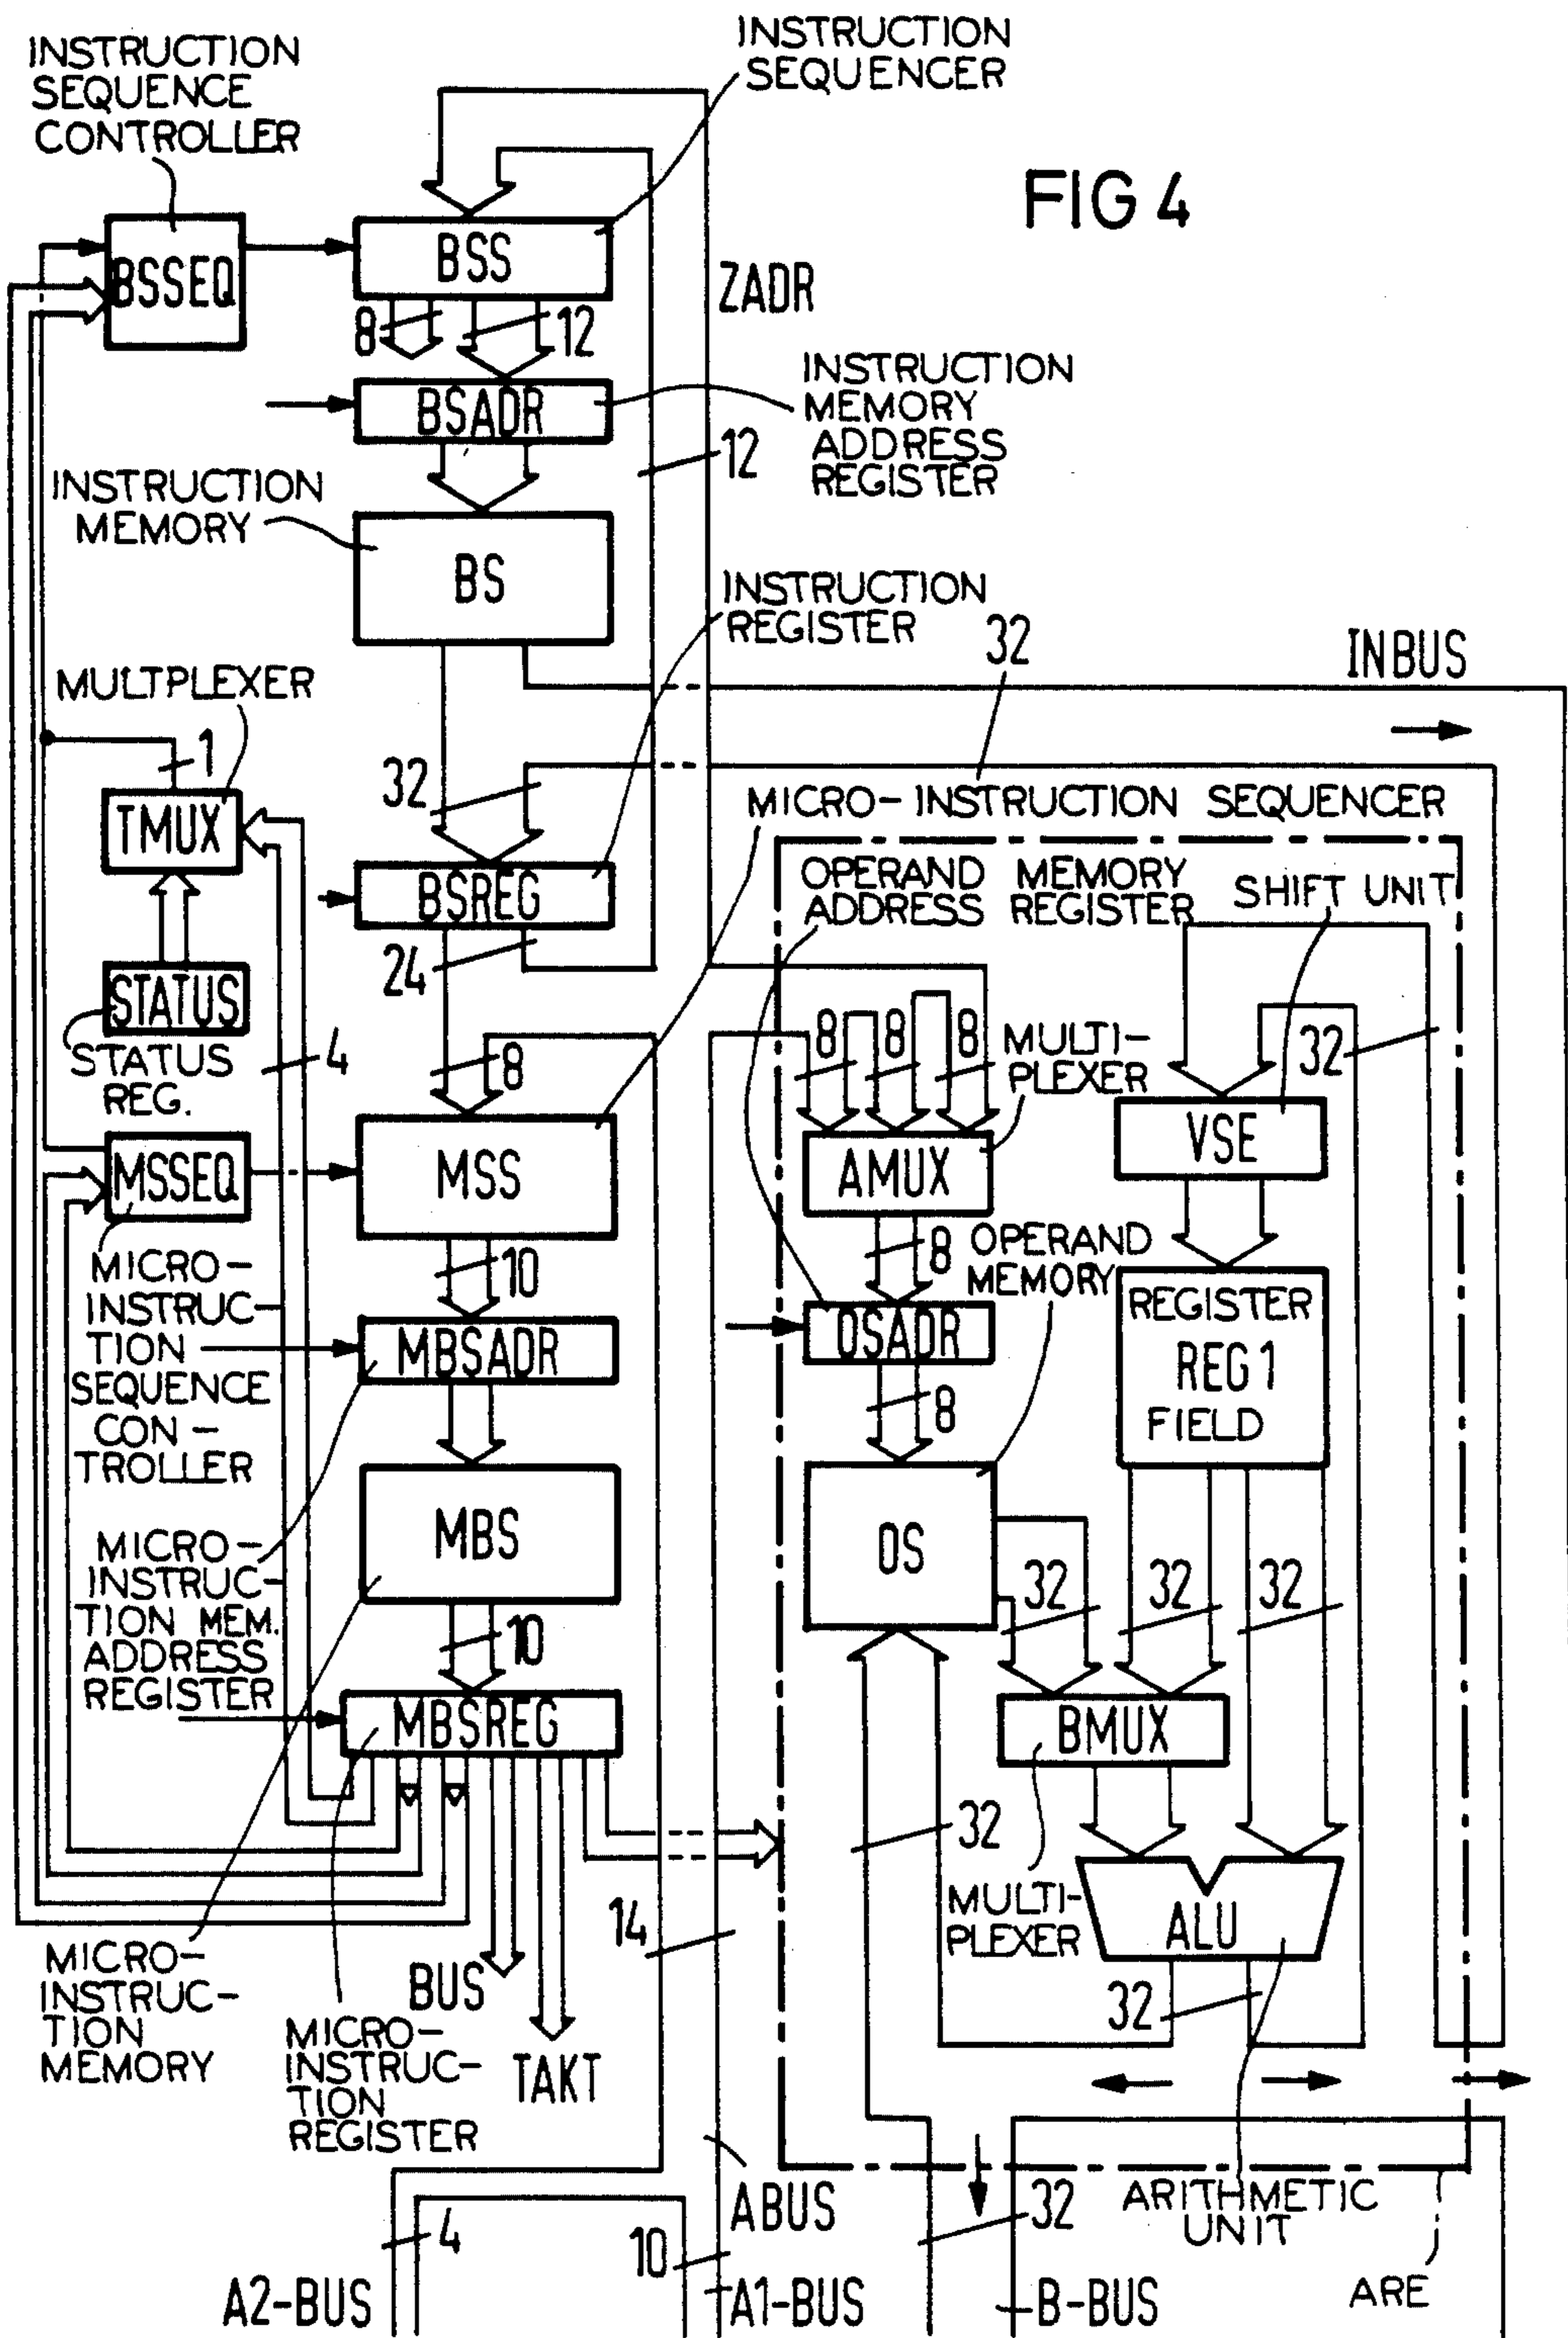 INSTRUCTION
SEQUENCE
CONTROLLER
INSTRUCTION
SEQUENCER
FIG 4
BSSEQ
BSS
ZADR
8
12
BSADR
INSTRUCTION
MEMORY
ADDRESS
REGISTER
12
INSTRUCTION
MEMORY
BS
INSTRUCTION
REGISTER
32
INBUS
MULTPLEXER
1
32
TMUX
MICRO-INSTRUCTION SEQUENCER
BSREG
OPERAND MEMORY
ADDRESS REGISTER
SHIFT UNIT
24
STATUS
STATUS
REG.
4
8
8
8
8
MULTI-
PLEXER
32
MSSEQ
MSS
AMUX
VSE
MICRO-
INSTRUC-
TION
SEQUENCE
CON-
TROLLER
10
8
OPERAND
MEMORY
MBSADR
OSADR
REGISTER
REG 1
FIELD
8
MBS
OS
MICRO-
INSTRUC-
TION MEM.
ADDRESS
REGISTER
10
32
32
32
MBSREG
BMUX
32
MULTI-
PLEXER
ALU
14
MICRO-
INSTRUC-
TION
MEMORY
BUS
MICRO-
INSTRUC-
TION
REGISTER
TAKT
32
ABUS
32
ARITHMETIC
UNIT
4
10
A2-BUS
A1-BUS
B-BUS
ARE